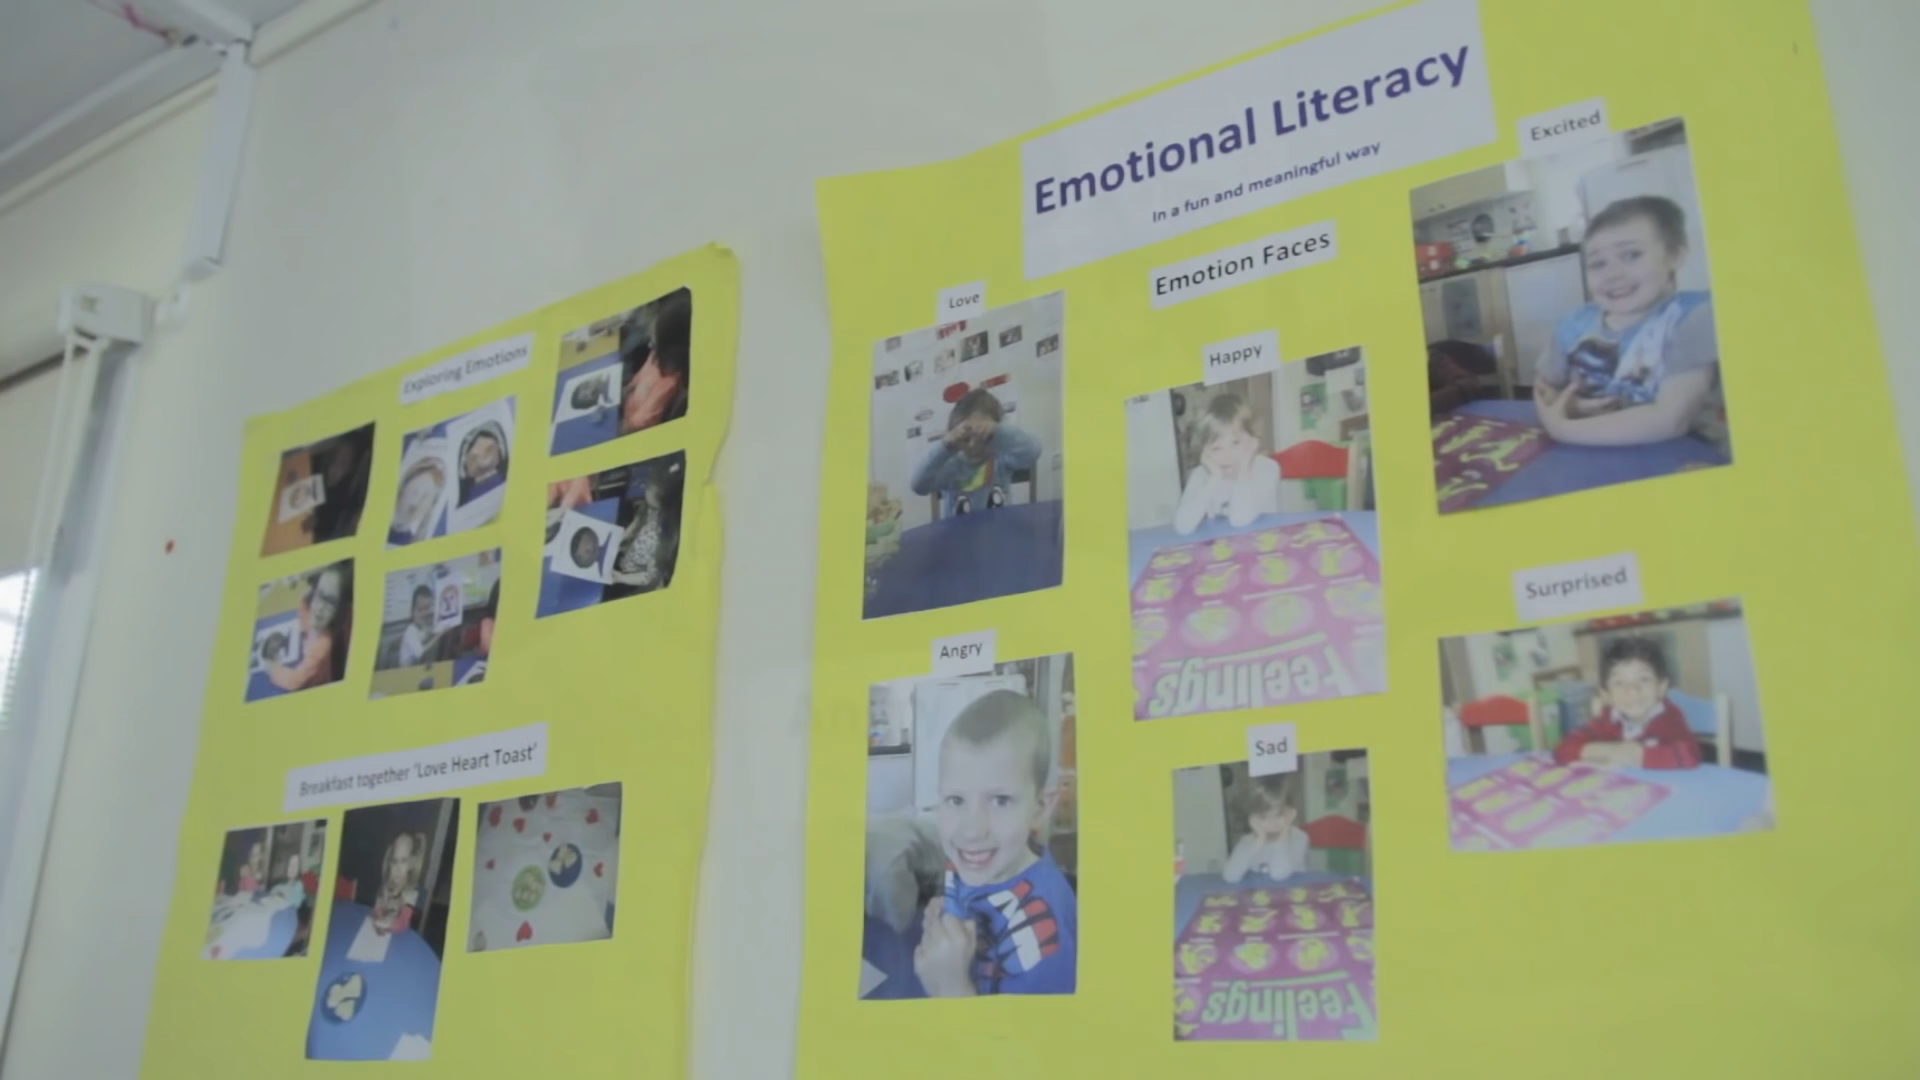 Exploring Emotions
Breakfast together 'Love Heart Toast'
Emotional Literacy
In a fun and meaningful way
Emotion Faces
Love
Happy
Excited
Angry
Sad
Surprised
Feelings
Feelings